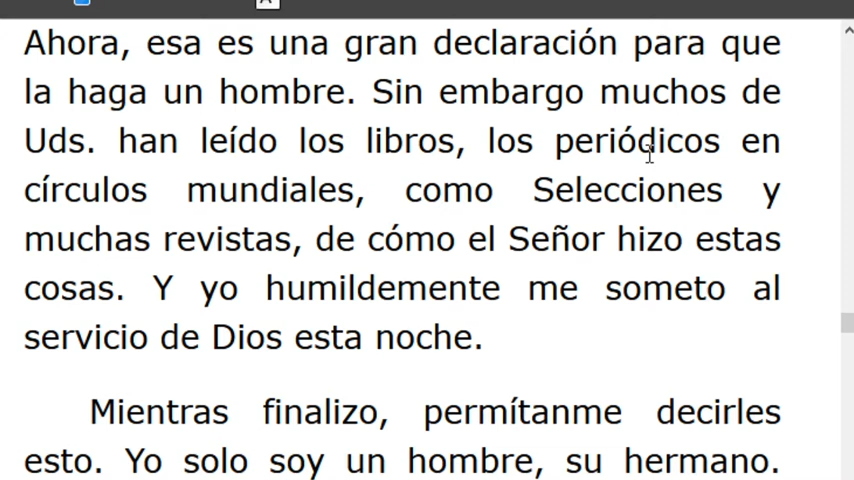 Ahora, esa es una gran declaración para que
la haga un hombre. Sin embargo muchos de
Uds. han leído los libros, los periódicos en
círculos mundiales, como Selecciones y
muchas revistas, de cómo el Señor hizo estas
cosas. Y yo humildemente me someto al
servicio de Dios esta noche.
Mientras finalizo, permítanme decirles
esto. Yo solo soy un hombre, su hermano.